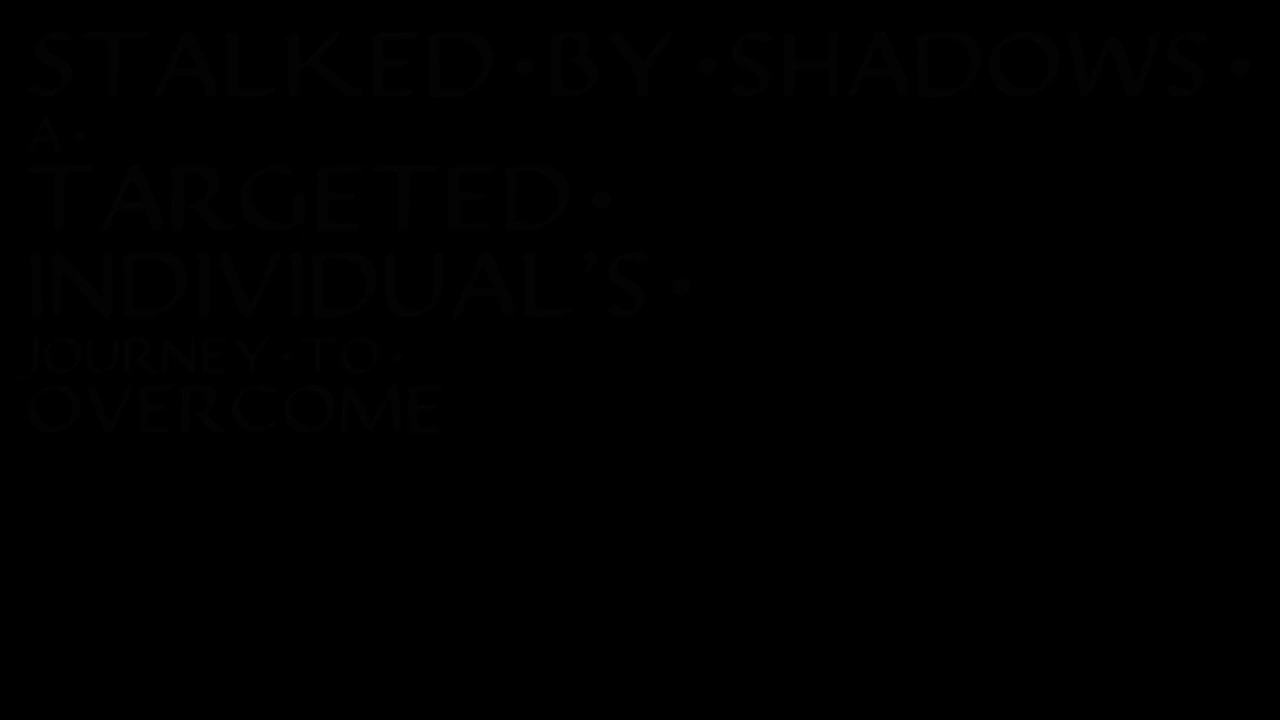 STALKED·BY·SHADOWS·
A·
TARGETED·
INDIVIDUAL'S·
JOURNEY·TO·
OVERCOME